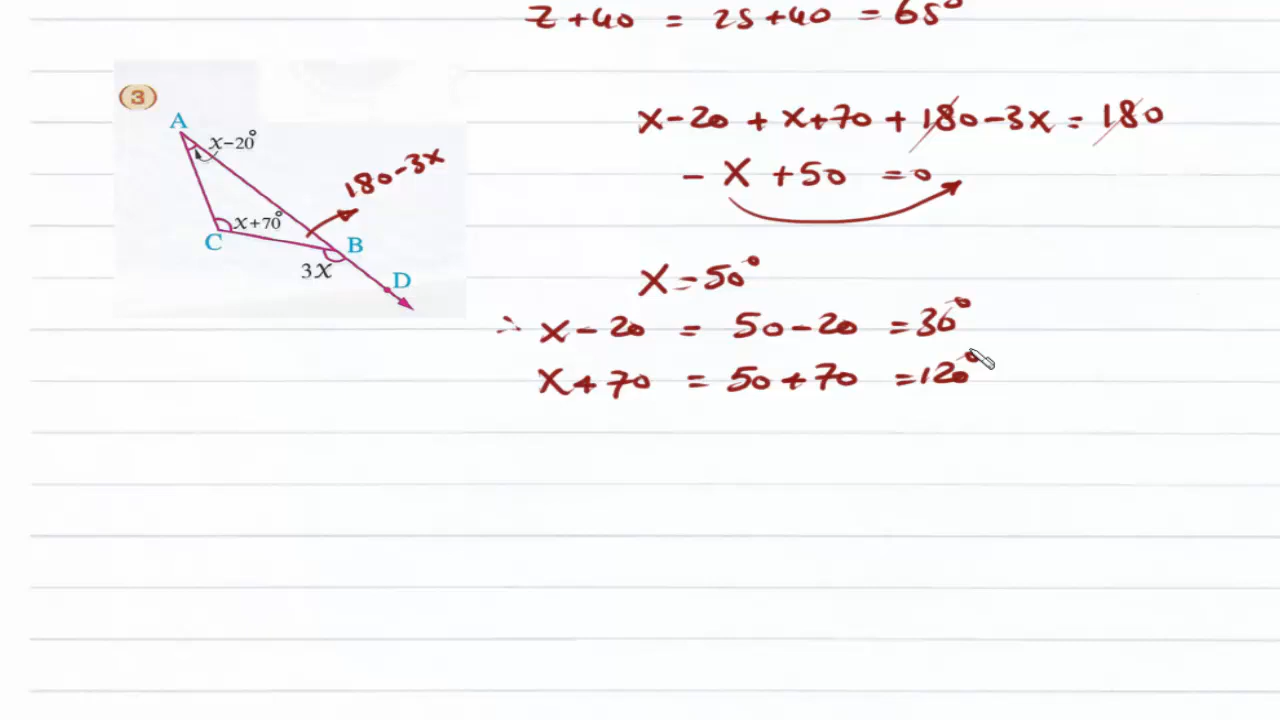 z + 40 = 25 + 40 = 65°
(3)
A
x−20°
180 - 3x
C
x+70°
B
3x
D
x - 20 + x + 70 + 180 - 3x = 180
- x + 50 = 0
x = 50°
∴ x - 20 = 50 - 20 = 30°
x + 70 = 50 + 70 = 120°